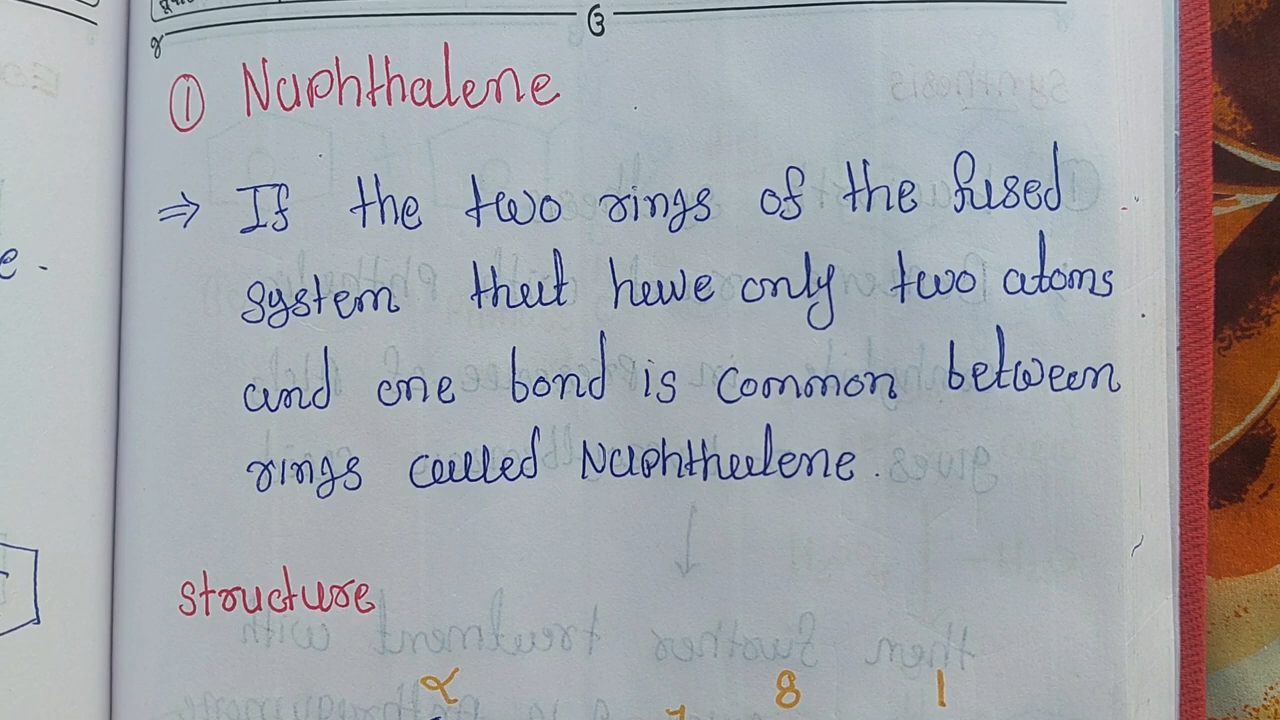 ① Naphthalene
⇒ If the two rings of the fused
system that have only two atoms
and one bond is common between
rings called Naphthalene.
structure
α 8 1
7